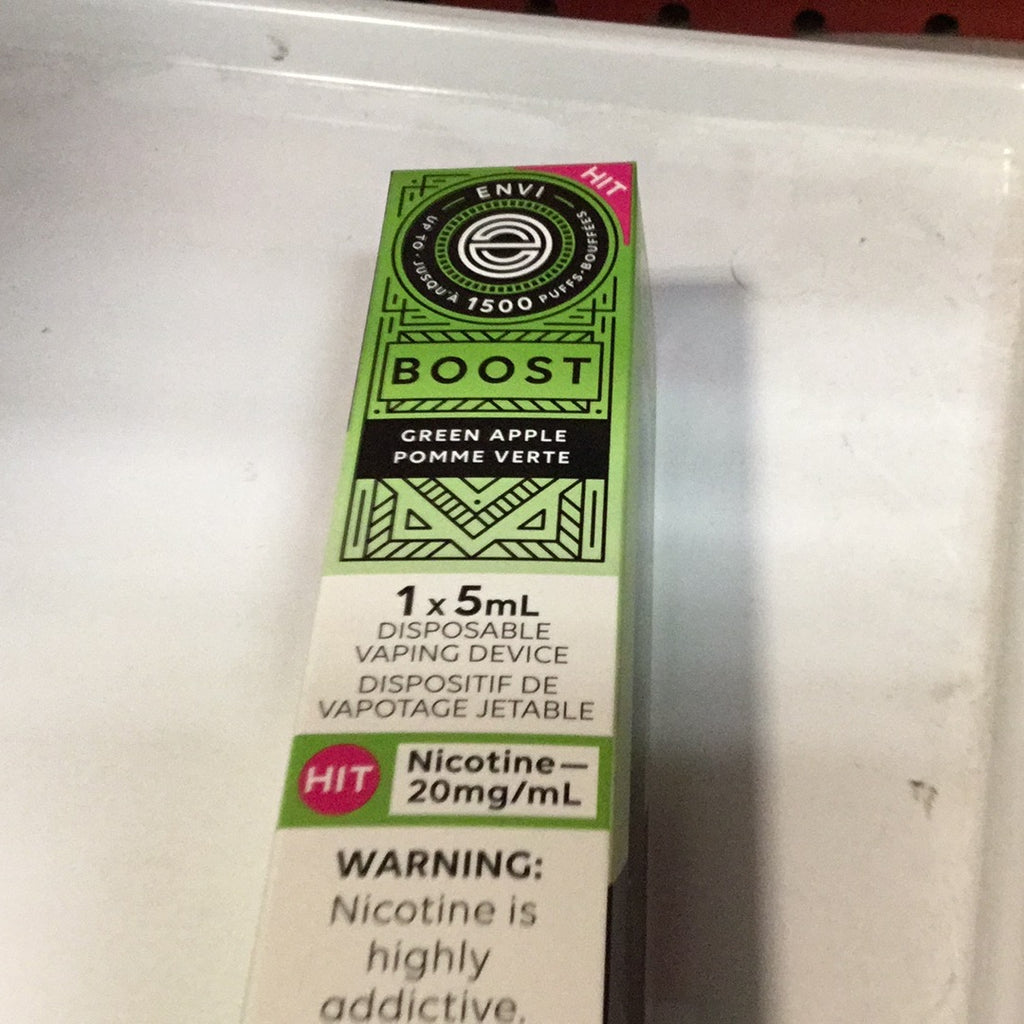 HIT
ENVI
UP TO · JUSQU'À 1500 PUFFS·BOUFFÉES
BOOST
GREEN APPLE
POMME VERTE
1 x 5mL
DISPOSABLE
VAPING DEVICE
DISPOSITIF DE
VAPOTAGE JETABLE
HIT
Nicotine—
20mg/mL
WARNING:
Nicotine is
highly
addictive.